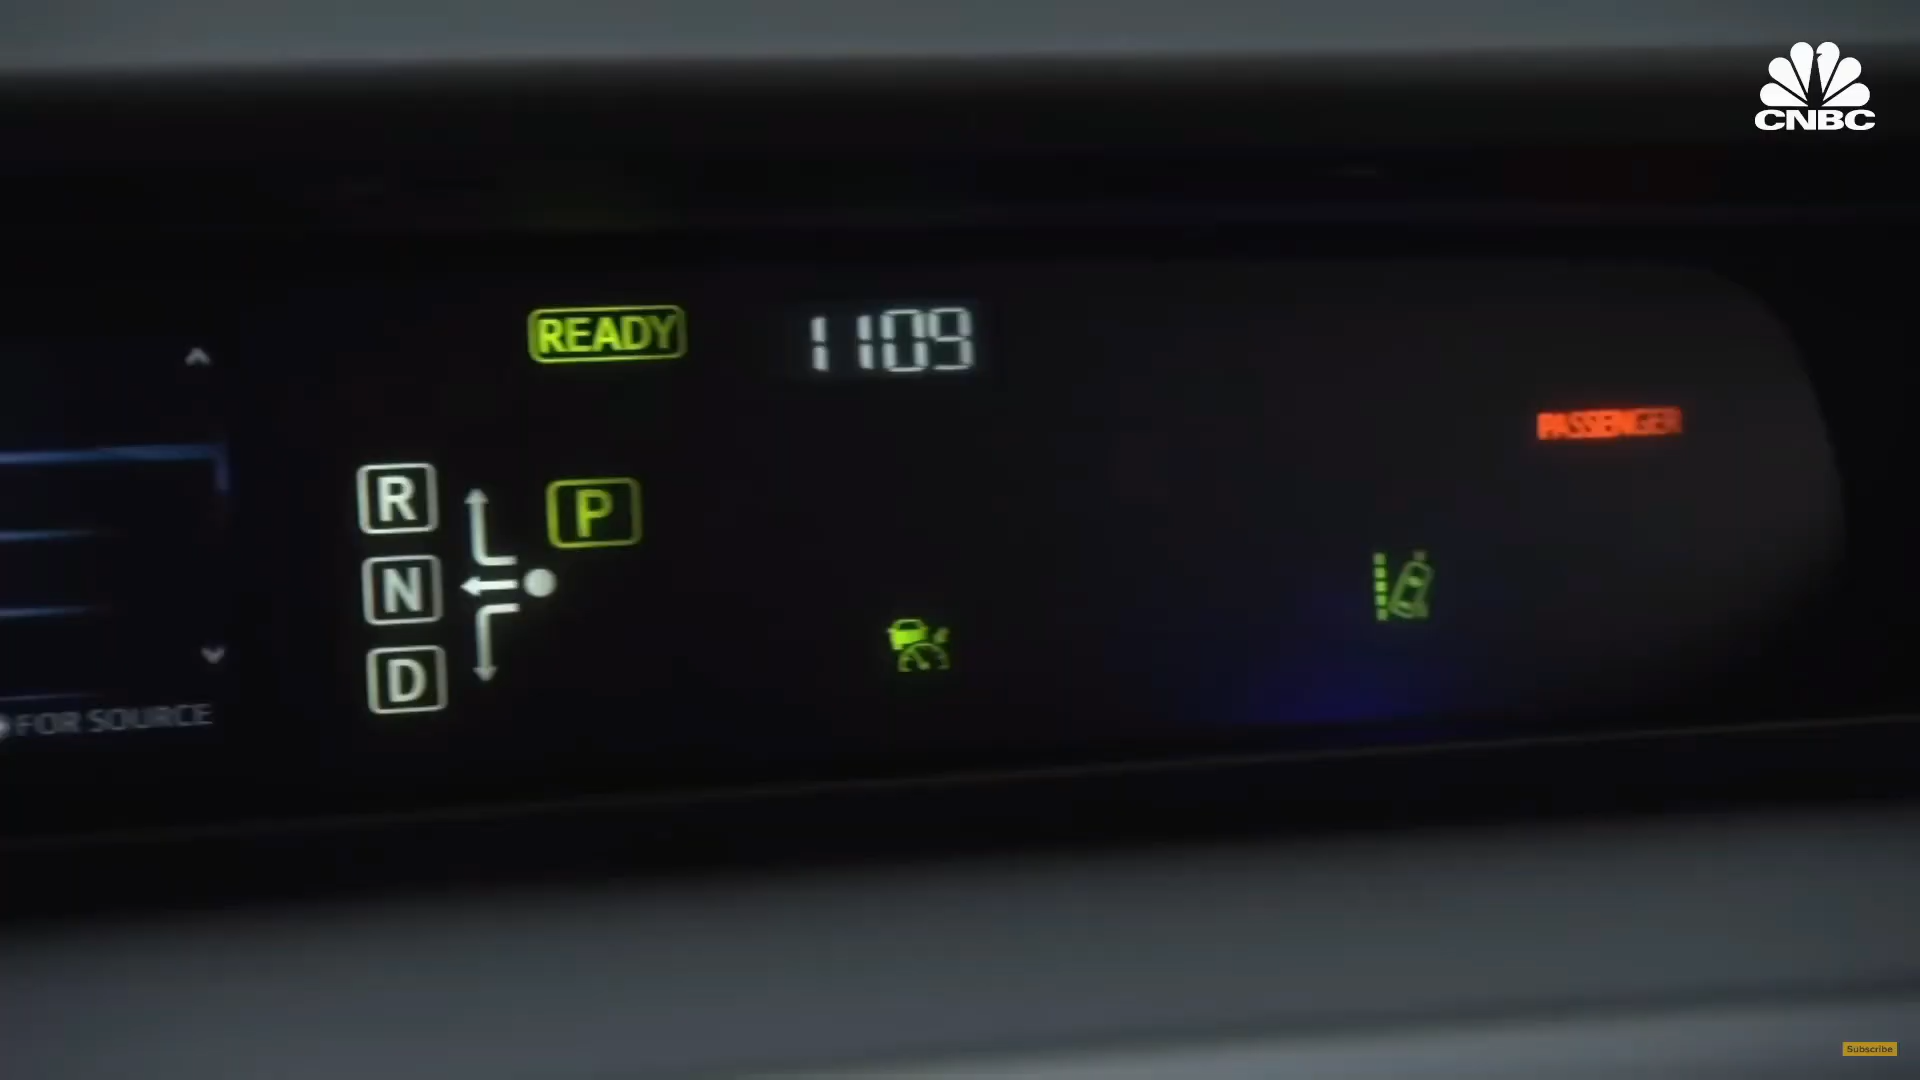 CNBC
READY
1109
PASSENGER
R
P
N
D
FOR SOURCE
Subscribe